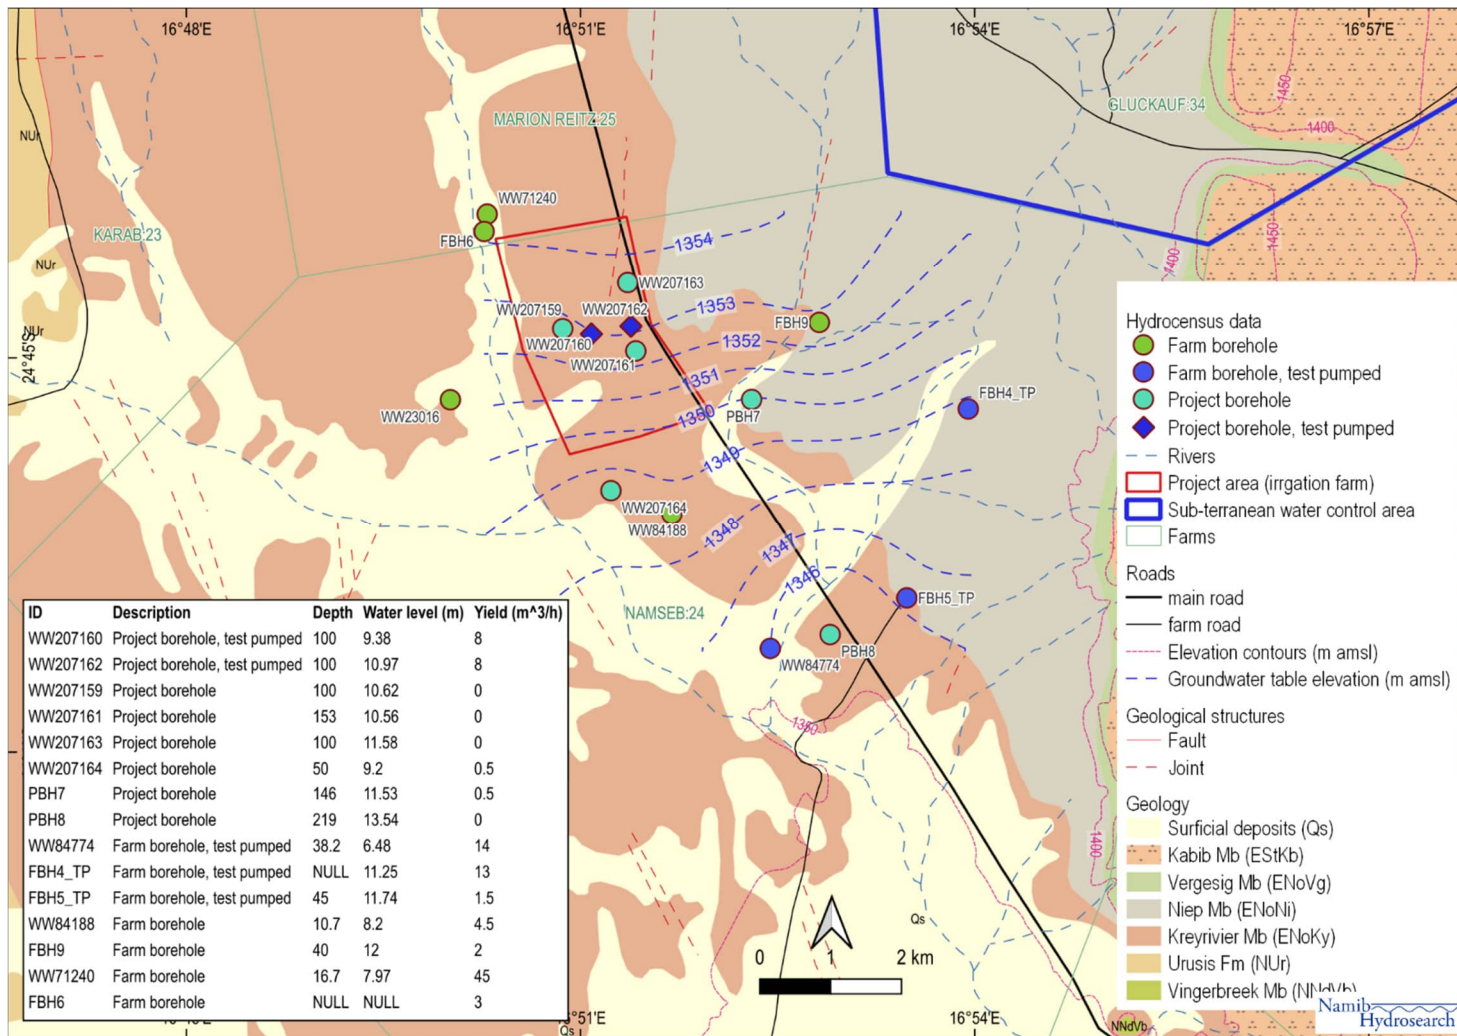 16°48'E 16°51'E 16°54'E 16°57'E
1450
GLUCKAUF:34
MARION REITZ:25
1400
NUr
WW71240
KARAB:23
FBH6
1354
1450
1400
NUr
WW207163
WW207159 WW207162
1353
FBH9
NUr
24°45'S
WW207160
1352
WW207161
1351
FBH4_TP
WW23016
1350
PBH7
1349
WW207164
WW84188
1348
1347
1346
FBH5_TP
NAMSEB:24
PBH8
WW84774
1350
1400
Qs
NNdVb
Qs
16°51'E 16°54'E
Hydrocensus data
Farm borehole
Farm borehole, test pumped
Project borehole
Project borehole, test pumped
Rivers
Project area (irrgation farm)
Sub-terranean water control area
Farms
Roads
main road
farm road
Elevation contours (m amsl)
Groundwater table elevation (m amsl)
Geological structures
Fault
Joint
Geology
Surficial deposits (Qs)
Kabib Mb (EStKb)
Vergesig Mb (ENoVg)
Niep Mb (ENoNi)
Kreyrivier Mb (ENoKy)
Urusis Fm (NUr)
Vingerbreek Mb (NNdVb)
ID Description Depth Water level (m) Yield (m^3/h)
WW207160 Project borehole, test pumped 100 9.38 8
WW207162 Project borehole, test pumped 100 10.97 8
WW207159 Project borehole 100 10.62 0
WW207161 Project borehole 153 10.56 0
WW207163 Project borehole 100 11.58 0
WW207164 Project borehole 50 9.2 0.5
PBH7 Project borehole 146 11.53 0.5
PBH8 Project borehole 219 13.54 0
WW84774 Farm borehole, test pumped 38.2 6.48 14
FBH4_TP Farm borehole, test pumped NULL 11.25 13
FBH5_TP Farm borehole, test pumped 45 11.74 1.5
WW84188 Farm borehole 10.7 8.2 4.5
FBH9 Farm borehole 40 12 2
WW71240 Farm borehole 16.7 7.97 45
FBH6 Farm borehole NULL NULL 3
0 1 2 km
Namib
Hydrosearch